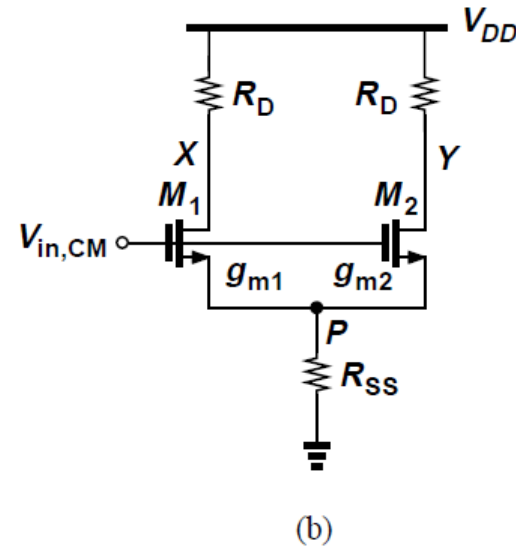 V_DD
R_D R_D
X Y
M_1 M_2
V_in,CM
g_m1 g_m2
P
R_SS
(b)